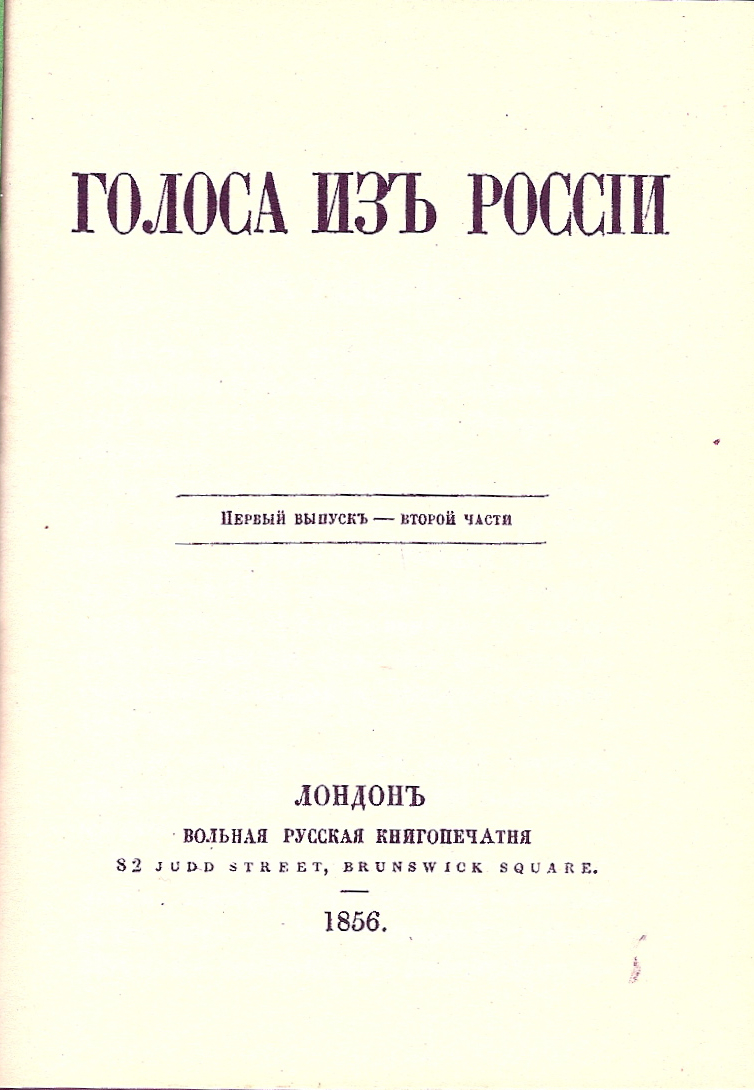 ГОЛОСА ИЗЪ РОССІИ
Первый выпускъ — второй части
ЛОНДОНЪ
ВОЛЬНАЯ РУССКАЯ КНИГОПЕЧАТНЯ
82 JUDD STREET, BRUNSWICK SQUARE.
1856.